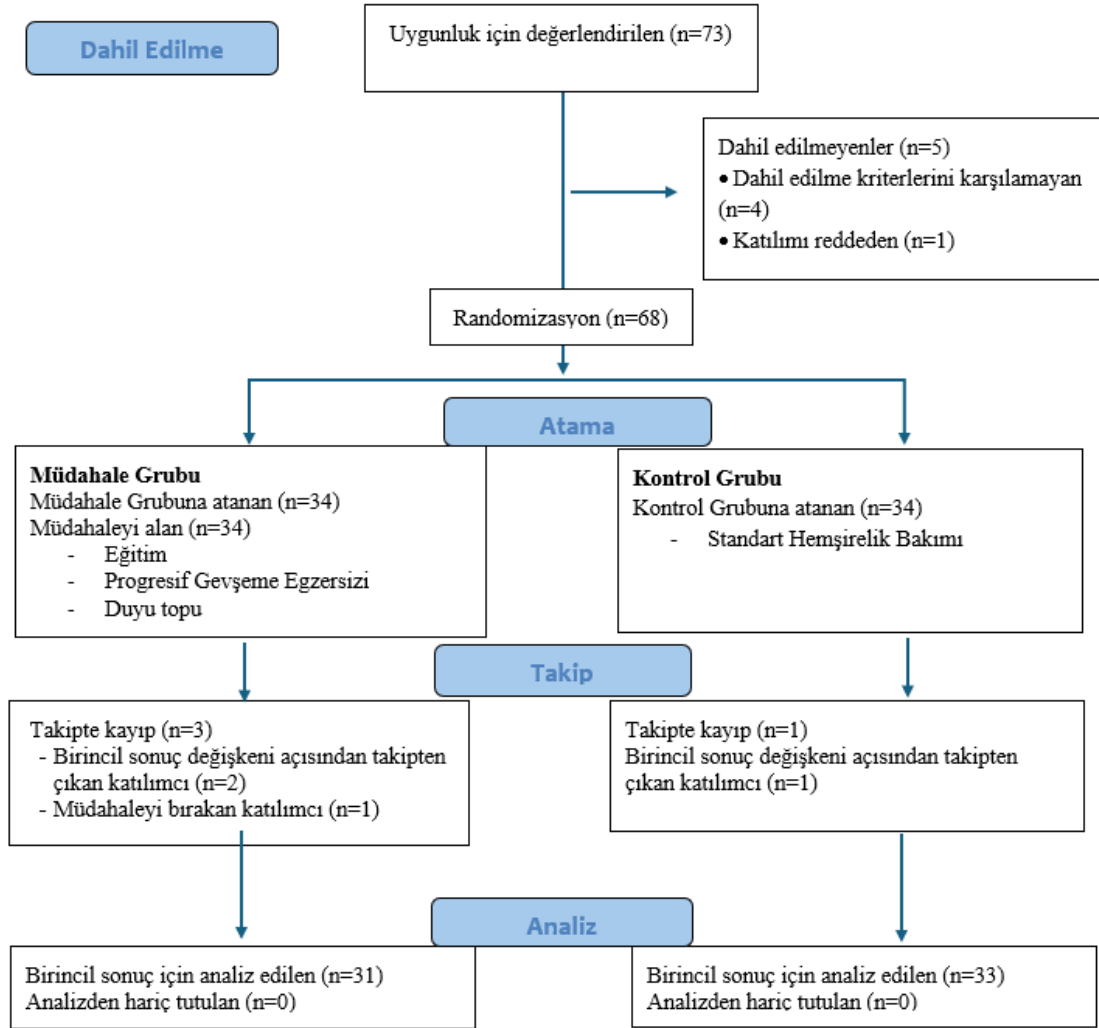 Dahil Edilme
Uygunluk için değerlendirilen (n=73)
Dahil edilmeyenler (n=5)
• Dahil edilme kriterlerini karşılamayan
(n=4)
• Katılımı reddeden (n=1)
Randomizasyon (n=68)
Atama
Müdahale Grubu
Müdahale Grubuna atanan (n=34)
Müdahaleyi alan (n=34)
- Eğitim
- Progresif Gevşeme Egzersizi
- Duyu topu
Kontrol Grubu
Kontrol Grubuna atanan (n=34)
- Standart Hemşirelik Bakımı
Takip
Takipte kayıp (n=3)
- Birincil sonuç değişkeni açısından takipten
çıkan katılımcı (n=2)
- Müdahaleyi bırakan katılımcı (n=1)
Takipte kayıp (n=1)
Birincil sonuç değişkeni açısından takipten
çıkan katılımcı (n=1)
Analiz
Birincil sonuç için analiz edilen (n=31)
Analizden hariç tutulan (n=0)
Birincil sonuç için analiz edilen (n=33)
Analizden hariç tutulan (n=0)